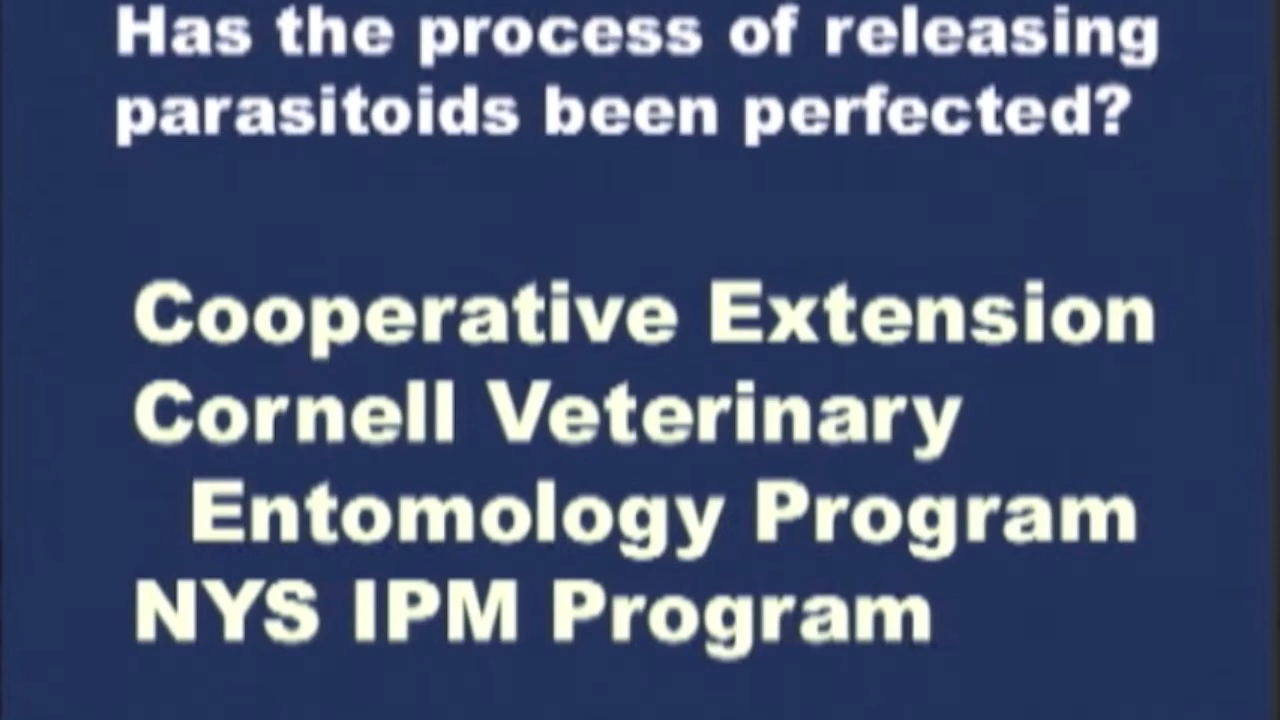 Has the process of releasing
parasitoids been perfected?
Cooperative Extension
Cornell Veterinary
Entomology Program
NYS IPM Program